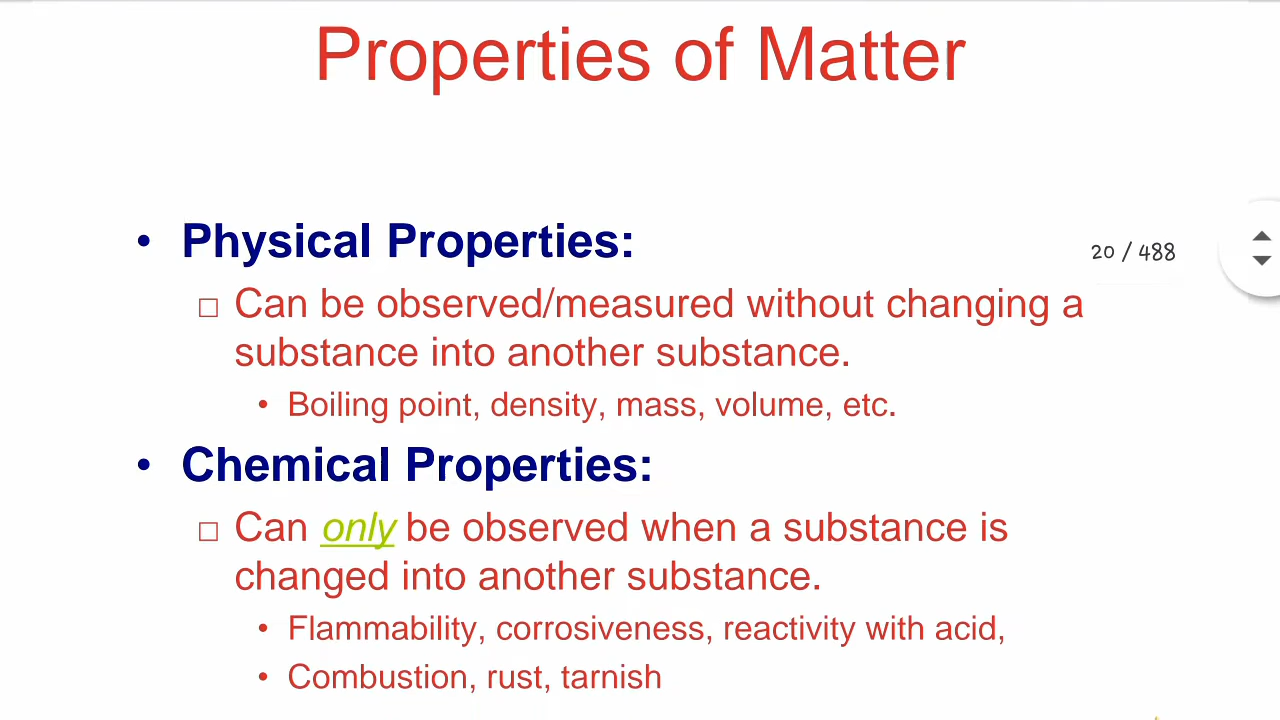 Properties of Matter
• Physical Properties:
20 / 488
□ Can be observed/measured without changing a
substance into another substance.
• Boiling point, density, mass, volume, etc.
• Chemical Properties:
□ Can only be observed when a substance is
changed into another substance.
• Flammability, corrosiveness, reactivity with acid,
• Combustion, rust, tarnish